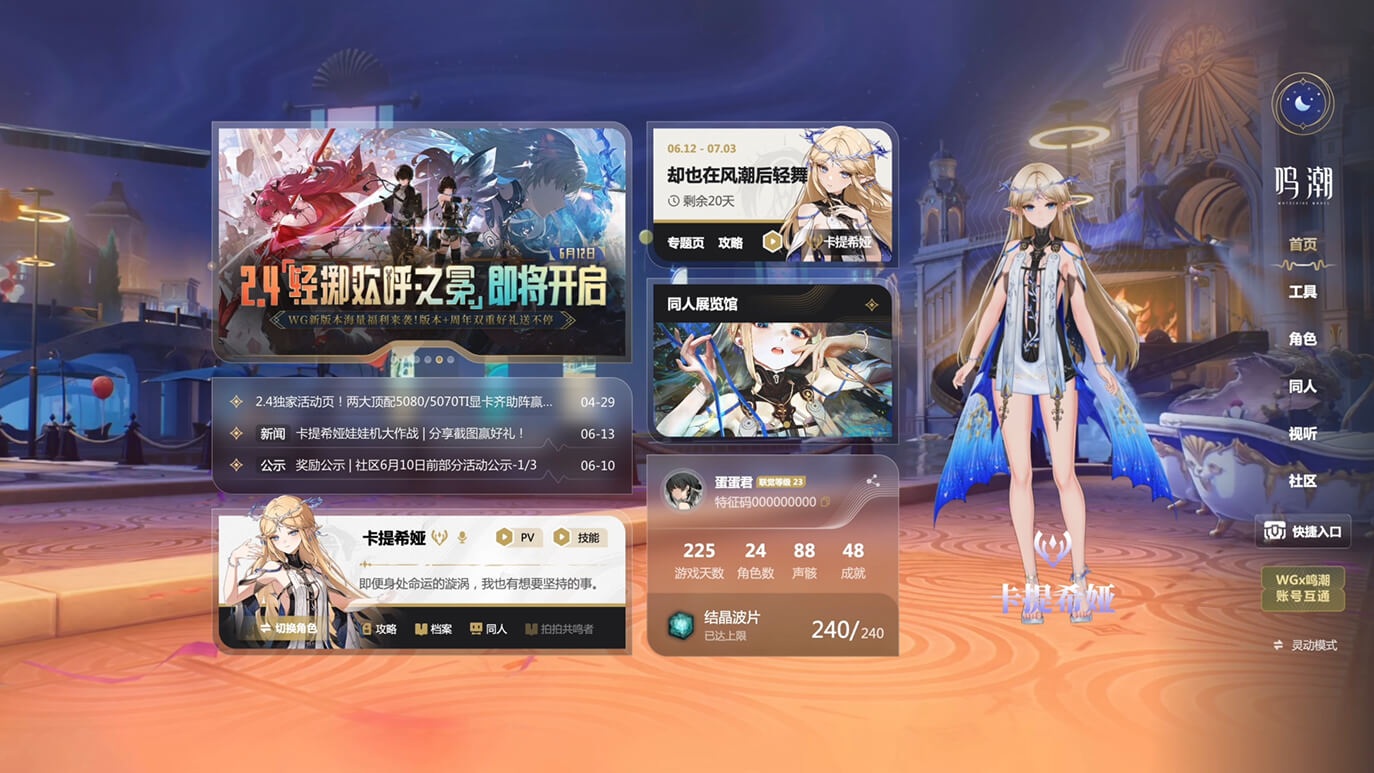 6月12日
2.4「轻潮欢呼之冕」即将开启
WG新版本海量福利来袭!版本+周年双重好礼送不停
2.4独家活动页！两大顶配5080/5070TI显卡齐助阵赢... 04-29
新闻 卡提希娅娃娃机大作战 | 分享截图赢好礼！ 06-13
公示 奖励公示 | 社区6月10日前部分活动公示-1/3 06-10
卡提希娅 PV 技能
即便身处命运的漩涡，我也有想要坚持的事。
切换角色 攻略 档案 同人 拍拍共鸣者
06.12 - 07.03
却也在风潮后轻舞
剩余20天
专题页 攻略 卡提希娅
同人展览馆
蛋蛋君 联觉等级 23
特征码000000000
225 24 88 48
游戏天数 角色数 声骸 成就
结晶波片
已达上限
240/240
卡提希娅
鸣潮
WUTHERING WAVES
首页
工具
角色
同人
视听
社区
快捷入口
WGx鸣潮
账号互通
灵动模式